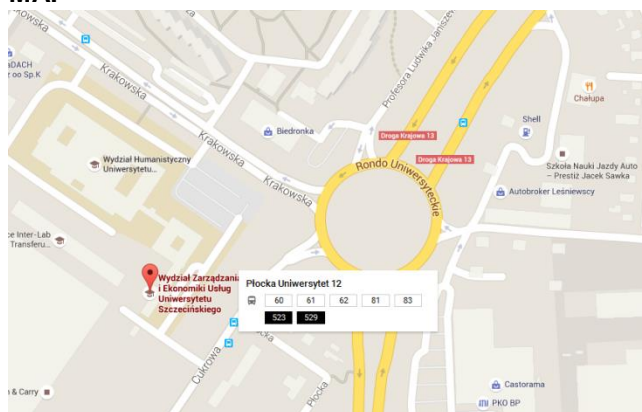 Krakowska
Krakowska
Krakowska
Krakowska
Biedronka
Profesora Ludwika Janiszew
Droga Krajowa 13
Droga Krajowa 13
Rondo Uniwersyteckie
Shell
Chałupa
Szkoła Nauki Jazdy Auto
– Prestiż Jacek Sawka
Autobroker Leśniewscy
aDACH
z oo Sp.K
Wydział Humanistyczny
Uniwersytetu...
ce Inter-Lab
Transferu...
Wydział Zarządzania
i Ekonomiki Usług
Uniwersytetu
Szczecińskiego
Płocka Uniwersytet 12
60 61 62 81 83
523 529
Cukrowa
Płocka
n & Carry
Castorama
PKO BP